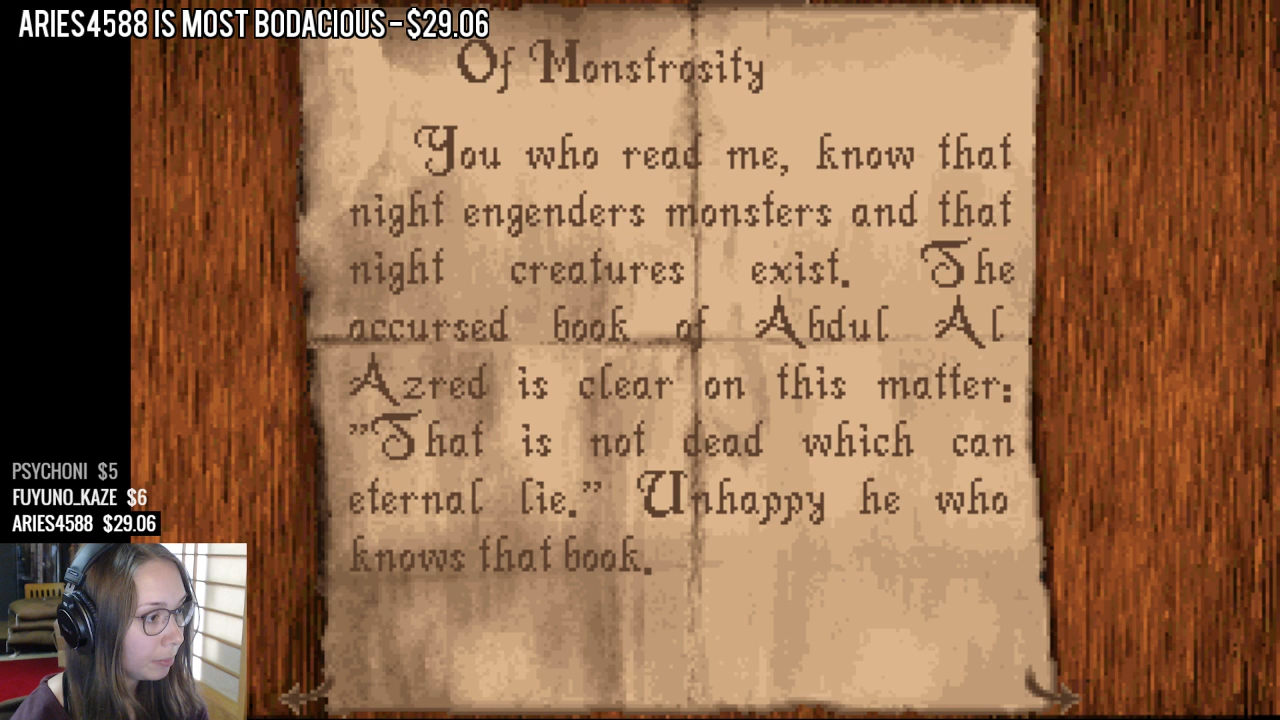 ARIES4588 IS MOST BODACIOUS - $29.06
Of Monstrosity
You who read me, know that
night engenders monsters and that
night creatures exist. The
accursed book of Abdul Al
Azred is clear on this matter:
"That is not dead which can
eternal lie." Unhappy he who
knows that book.
PSYCHONI $5
FUYUNO_KAZE $6
ARIES4588 $29.06